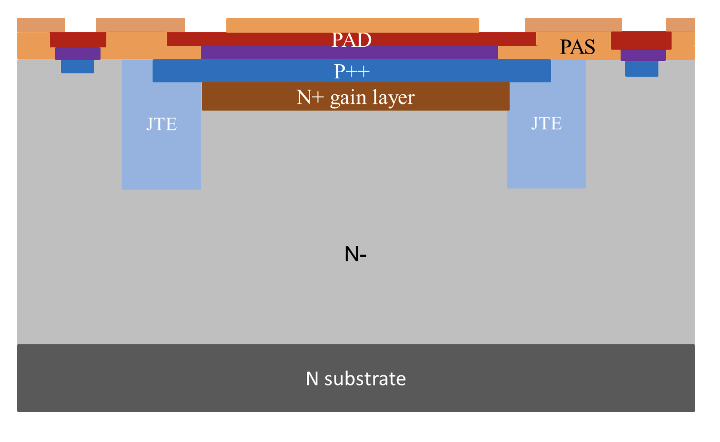 PAD
PAS
P++
N+ gain layer
JTE
JTE
N-
N substrate